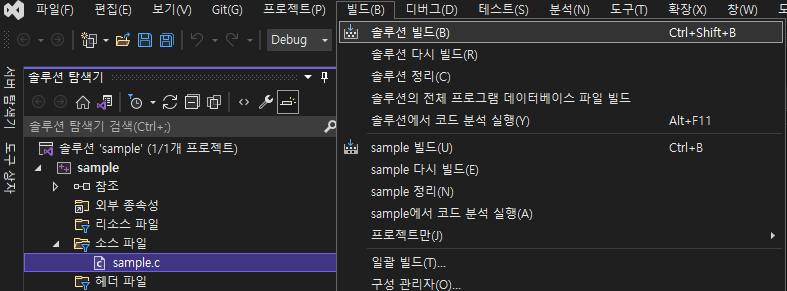 파일(F) 편집(E) 보기(V) Git(G) 프로젝트(P) 빌드(B) 디버그(D) 테스트(S) 분석(N) 도구(T) 확장(X) 창(W)
Debug
서버 탐색기
도구 상자
솔루션 탐색기
솔루션 탐색기 검색(Ctrl+;)
솔루션 'sample' (1/1개 프로젝트)
sample
참조
외부 종속성
리소스 파일
소스 파일
sample.c
헤더 파일
솔루션 빌드(B) Ctrl+Shift+B
솔루션 다시 빌드(R)
솔루션 정리(C)
솔루션의 전체 프로그램 데이터베이스 파일 빌드
솔루션에서 코드 분석 실행(Y) Alt+F11
sample 빌드(U) Ctrl+B
sample 다시 빌드(E)
sample 정리(N)
sample에서 코드 분석 실행(A)
프로젝트만(J)
일괄 빌드(T)...
구성 관리자(O)...